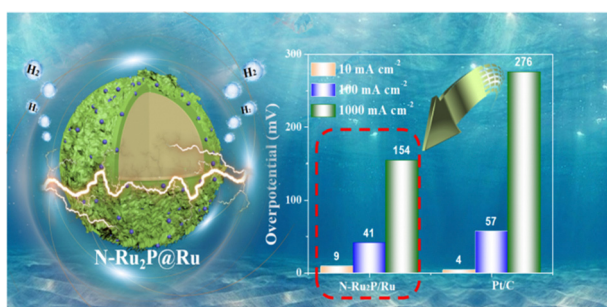 H₂
H₂
H
H₂
N-Ru₂P@Ru
Overpotential (mV)
300
200
100
0
10 mA cm⁻²
100 mA cm⁻²
1000 mA cm⁻²
9
41
154
4
57
276
N-Ru₂P/Ru
Pt/C